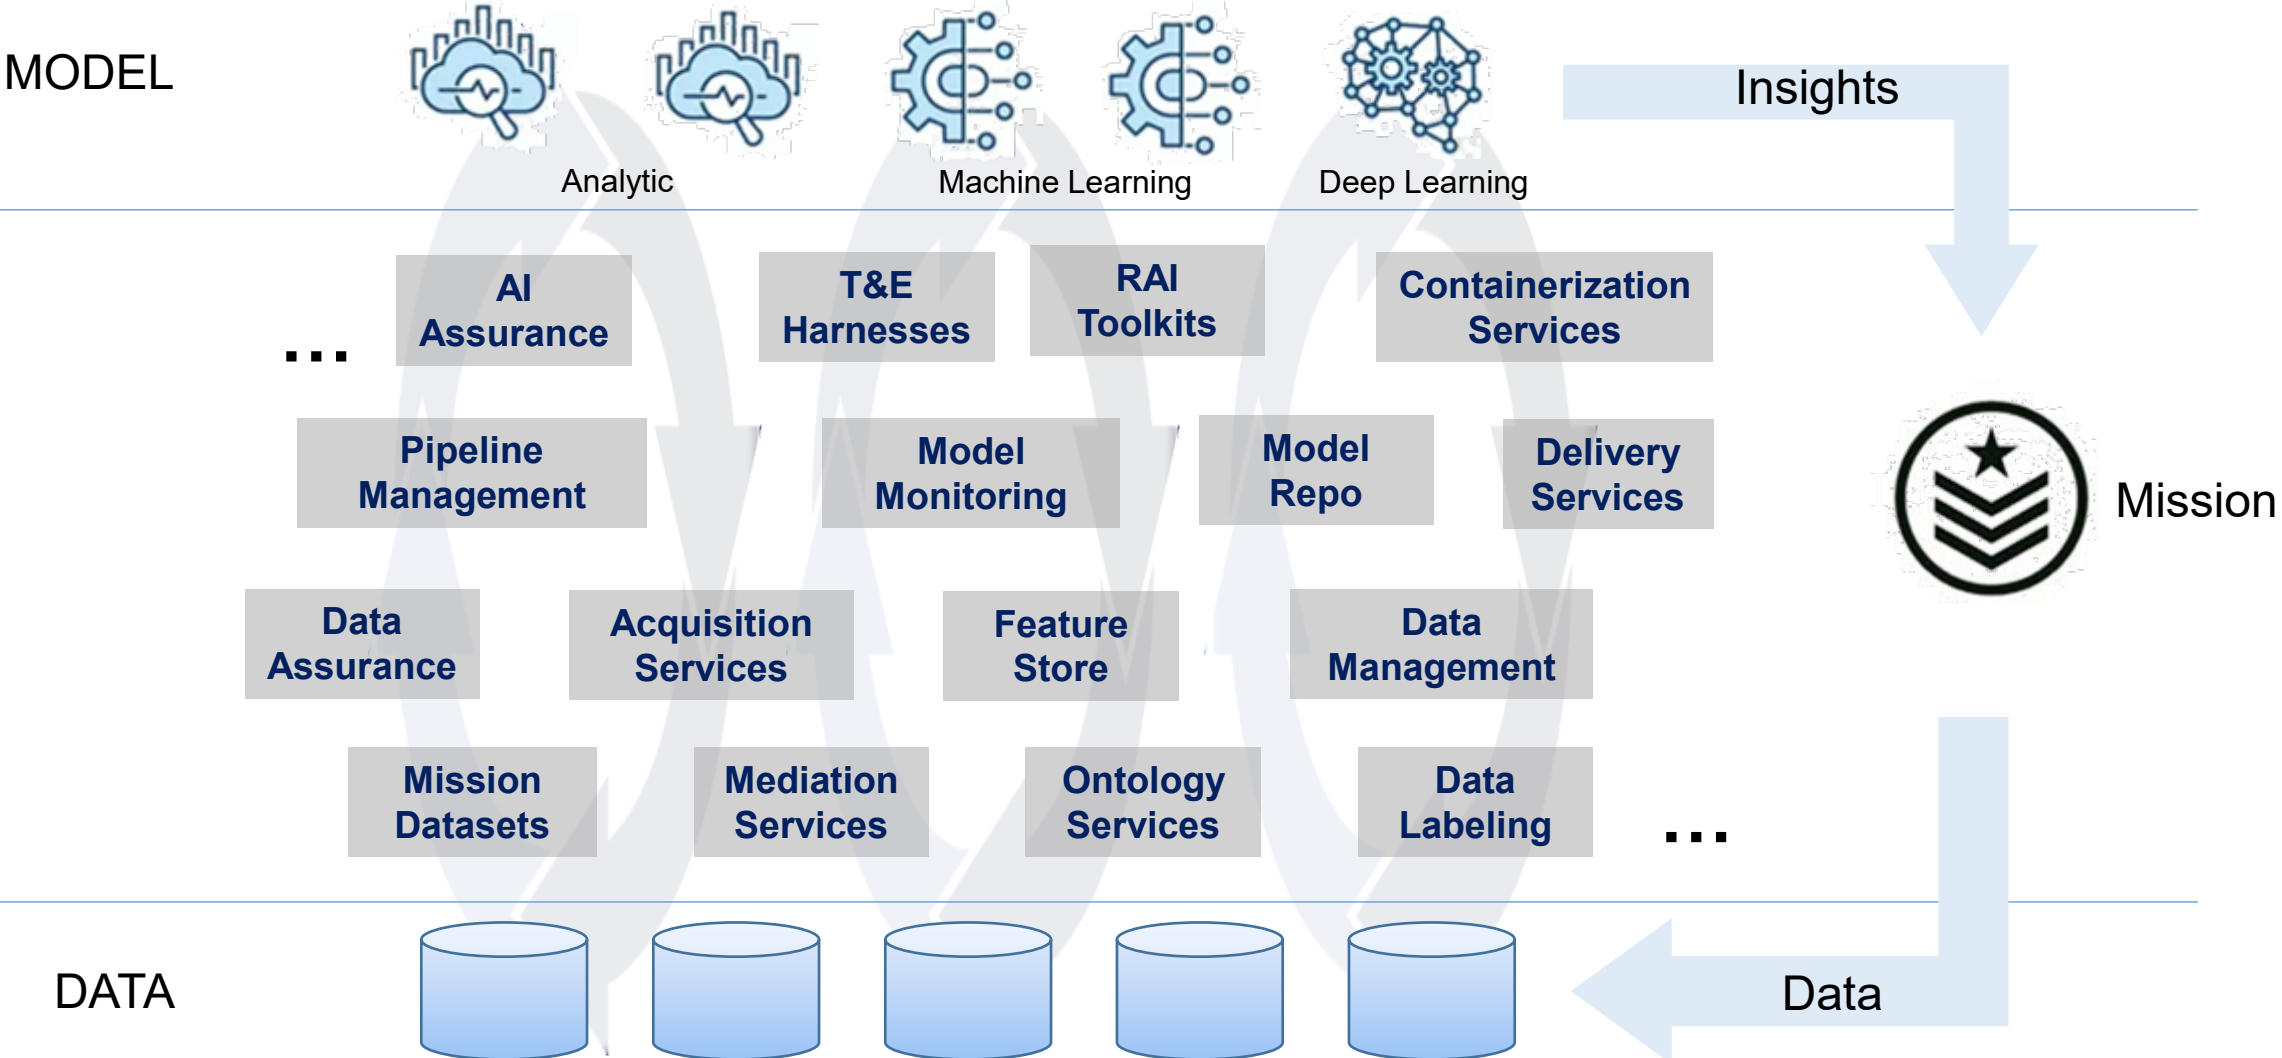 MODEL
Insights
Analytic
Machine Learning
Deep Learning
...
AI
Assurance
T&E
Harnesses
RAI
Toolkits
Containerization
Services
Pipeline
Management
Model
Monitoring
Model
Repo
Delivery
Services
Mission
Data
Assurance
Acquisition
Services
Feature
Store
Data
Management
Mission
Datasets
Mediation
Services
Ontology
Services
Data
Labeling
...
DATA
Data